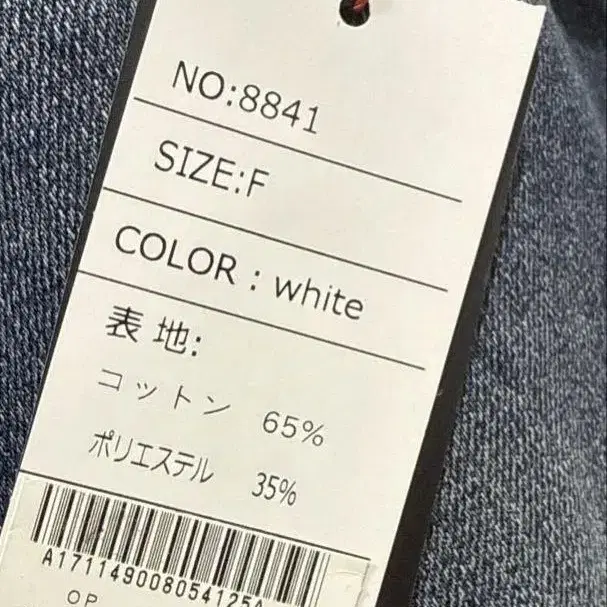 NO:8841
SIZE:F
COLOR : white
表 地:
コットン 65%
ポリエステル 35%
A171149008054125A
OP